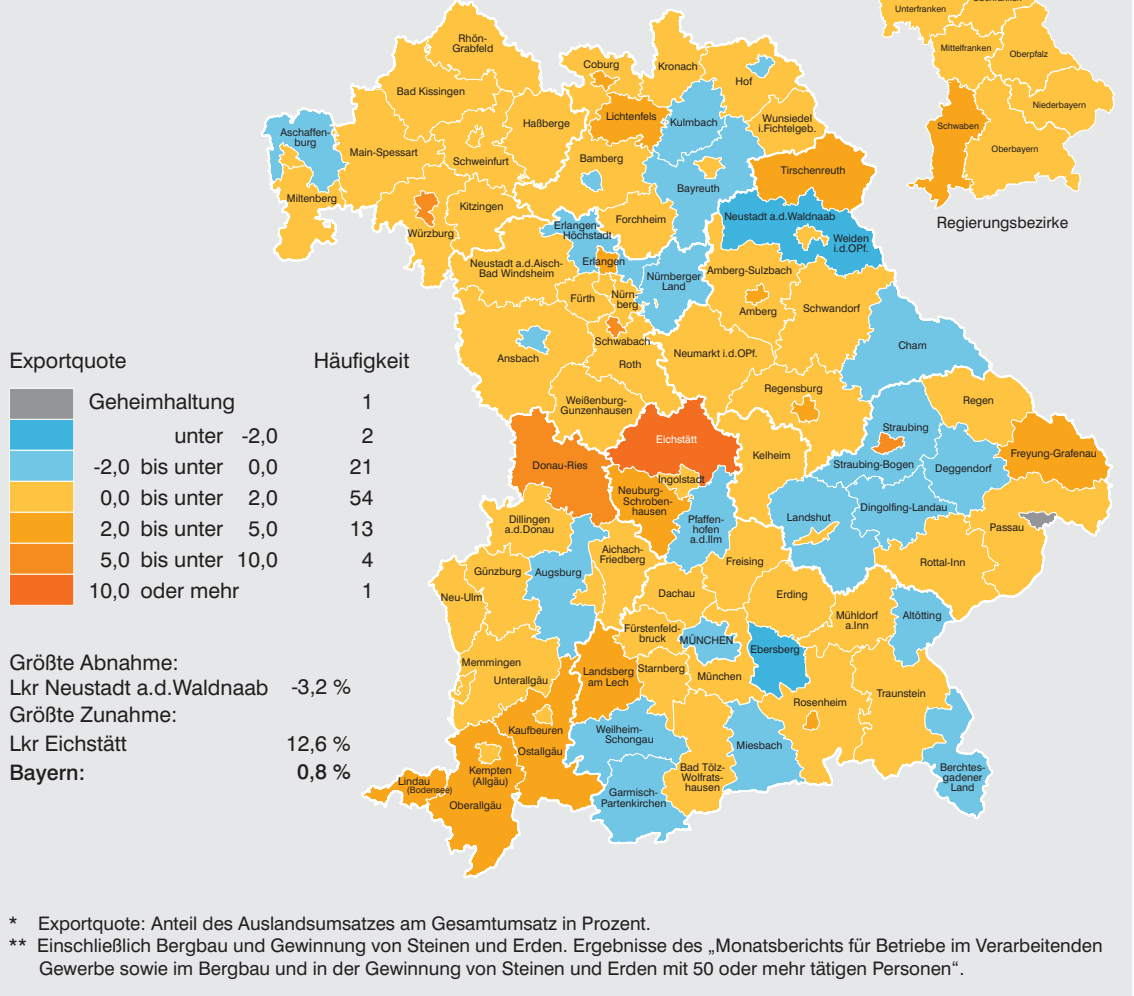 Oberfranken
Unterfranken
Mittelfranken
Oberpfalz
Niederbayern
Schwaben
Oberbayern
Regierungsbezirke
Rhön-
Grabfeld
Coburg
Kronach
Hof
Bad Kissingen
Lichtenfels
Kulmbach
Wunsiedel
i.Fichtelgeb.
Haßberge
Aschaffen-
burg
Main-Spessart
Schweinfurt
Bamberg
Bayreuth
Tirschenreuth
Miltenberg
Kitzingen
Würzburg
Forchheim
Neustadt a.d.Waldnaab
Weiden
i.d.OPf.
Erlangen-
Höchstadt
Erlangen
Neustadt a.d.Aisch-
Bad Windsheim
Nürnberger
Land
Amberg-Sulzbach
Fürth
Nürn-
berg
Amberg
Schwandorf
Schwabach
Ansbach
Roth
Neumarkt i.d.OPf.
Cham
Weißenburg-
Gunzenhausen
Regensburg
Regen
Eichstätt
Straubing
Kelheim
Donau-Ries
Straubing-Bogen
Deggendorf
Freyung-Grafenau
Ingolstadt
Neuburg-
Schroben-
hausen
Dillingen
a.d.Donau
Pfaffen-
hofen
a.d.Ilm
Landshut
Dingolfing-Landau
Passau
Aichach-
Friedberg
Freising
Rottal-Inn
Günzburg
Augsburg
Neu-Ulm
Dachau
Erding
Mühldorf
a.Inn
Altötting
Fürstenfeld-
bruck
MÜNCHEN
Ebersberg
Memmingen
Unterallgäu
Landsberg
am Lech
Starnberg
München
Rosenheim
Traunstein
Kaufbeuren
Ostallgäu
Weilheim-
Schongau
Miesbach
Bad Tölz-
Wolfrats-
hausen
Berchtes-
gadener
Land
Kempten
(Allgäu)
Lindau
(Bodensee)
Oberallgäu
Garmisch-
Partenkirchen
Exportquote Häufigkeit
Geheimhaltung 1
unter -2,0 2
-2,0 bis unter 0,0 21
0,0 bis unter 2,0 54
2,0 bis unter 5,0 13
5,0 bis unter 10,0 4
10,0 oder mehr 1
Größte Abnahme:
Lkr Neustadt a.d.Waldnaab -3,2 %
Größte Zunahme:
Lkr Eichstätt 12,6 %
Bayern: 0,8 %
* Exportquote: Anteil des Auslandsumsatzes am Gesamtumsatz in Prozent.
** Einschließlich Bergbau und Gewinnung von Steinen und Erden. Ergebnisse des „Monatsberichts für Betriebe im Verarbeitenden
Gewerbe sowie im Bergbau und in der Gewinnung von Steinen und Erden mit 50 oder mehr tätigen Personen“.